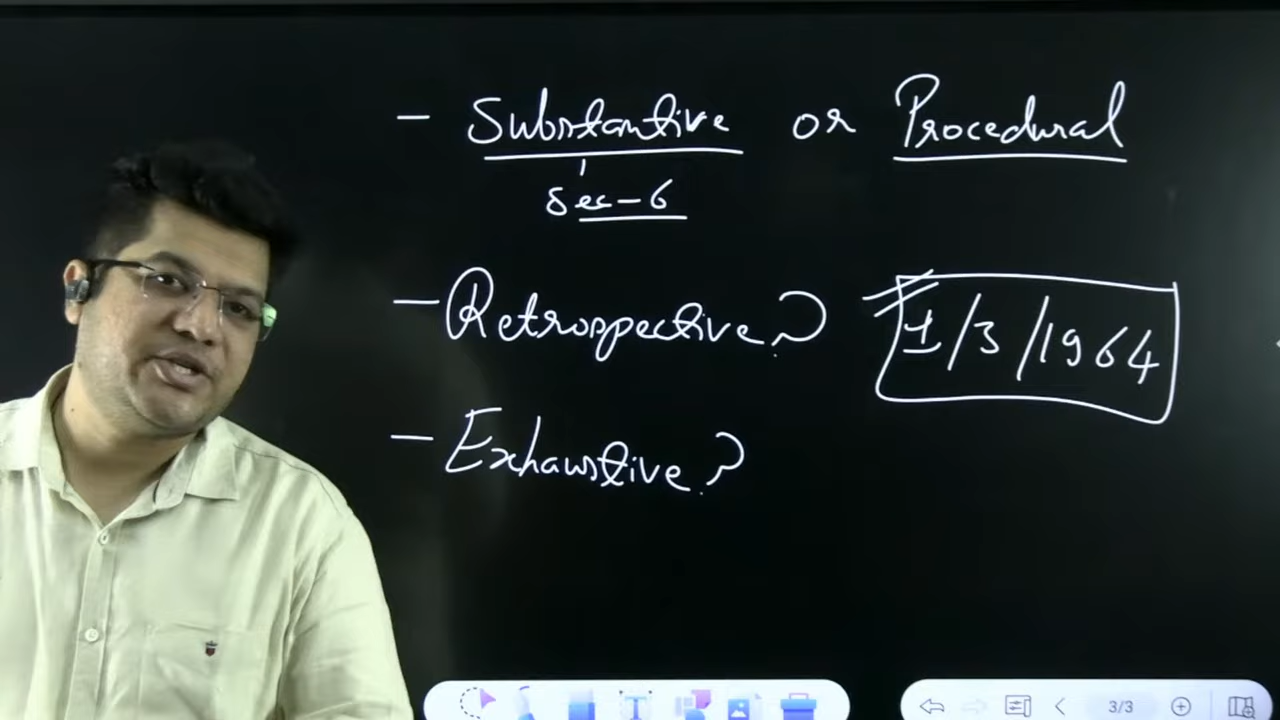 - Substantive or Procedural
Sec-6
- Retrospective? 1/3/1964
- Exhaustive?
3/3